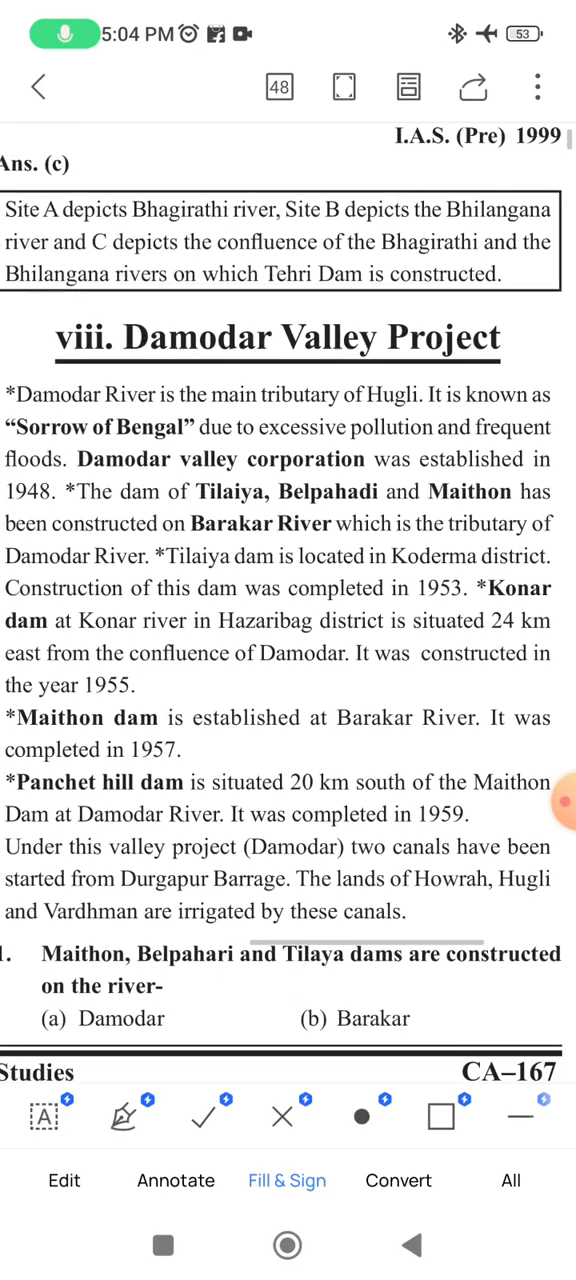 5:04 PM
53
48
I.A.S. (Pre) 1999
Ans. (c)
Site A depicts Bhagirathi river, Site B depicts the Bhilangana
river and C depicts the confluence of the Bhagirathi and the
Bhilangana rivers on which Tehri Dam is constructed.
viii. Damodar Valley Project
*Damodar River is the main tributary of Hugli. It is known as
“Sorrow of Bengal” due to excessive pollution and frequent
floods. Damodar valley corporation was established in
1948. *The dam of Tilaiya, Belpahadi and Maithon has
been constructed on Barakar River which is the tributary of
Damodar River. *Tilaiya dam is located in Koderma district.
Construction of this dam was completed in 1953. *Konar
dam at Konar river in Hazaribag district is situated 24 km
east from the confluence of Damodar. It was constructed in
the year 1955.
*Maithon dam is established at Barakar River. It was
completed in 1957.
*Panchet hill dam is situated 20 km south of the Maithon
Dam at Damodar River. It was completed in 1959.
Under this valley project (Damodar) two canals have been
started from Durgapur Barrage. The lands of Howrah, Hugli
and Vardhman are irrigated by these canals.
1. Maithon, Belpahari and Tilaya dams are constructed
on the river-
(a) Damodar (b) Barakar
Studies CA–167
A
Edit Annotate Fill & Sign Convert All